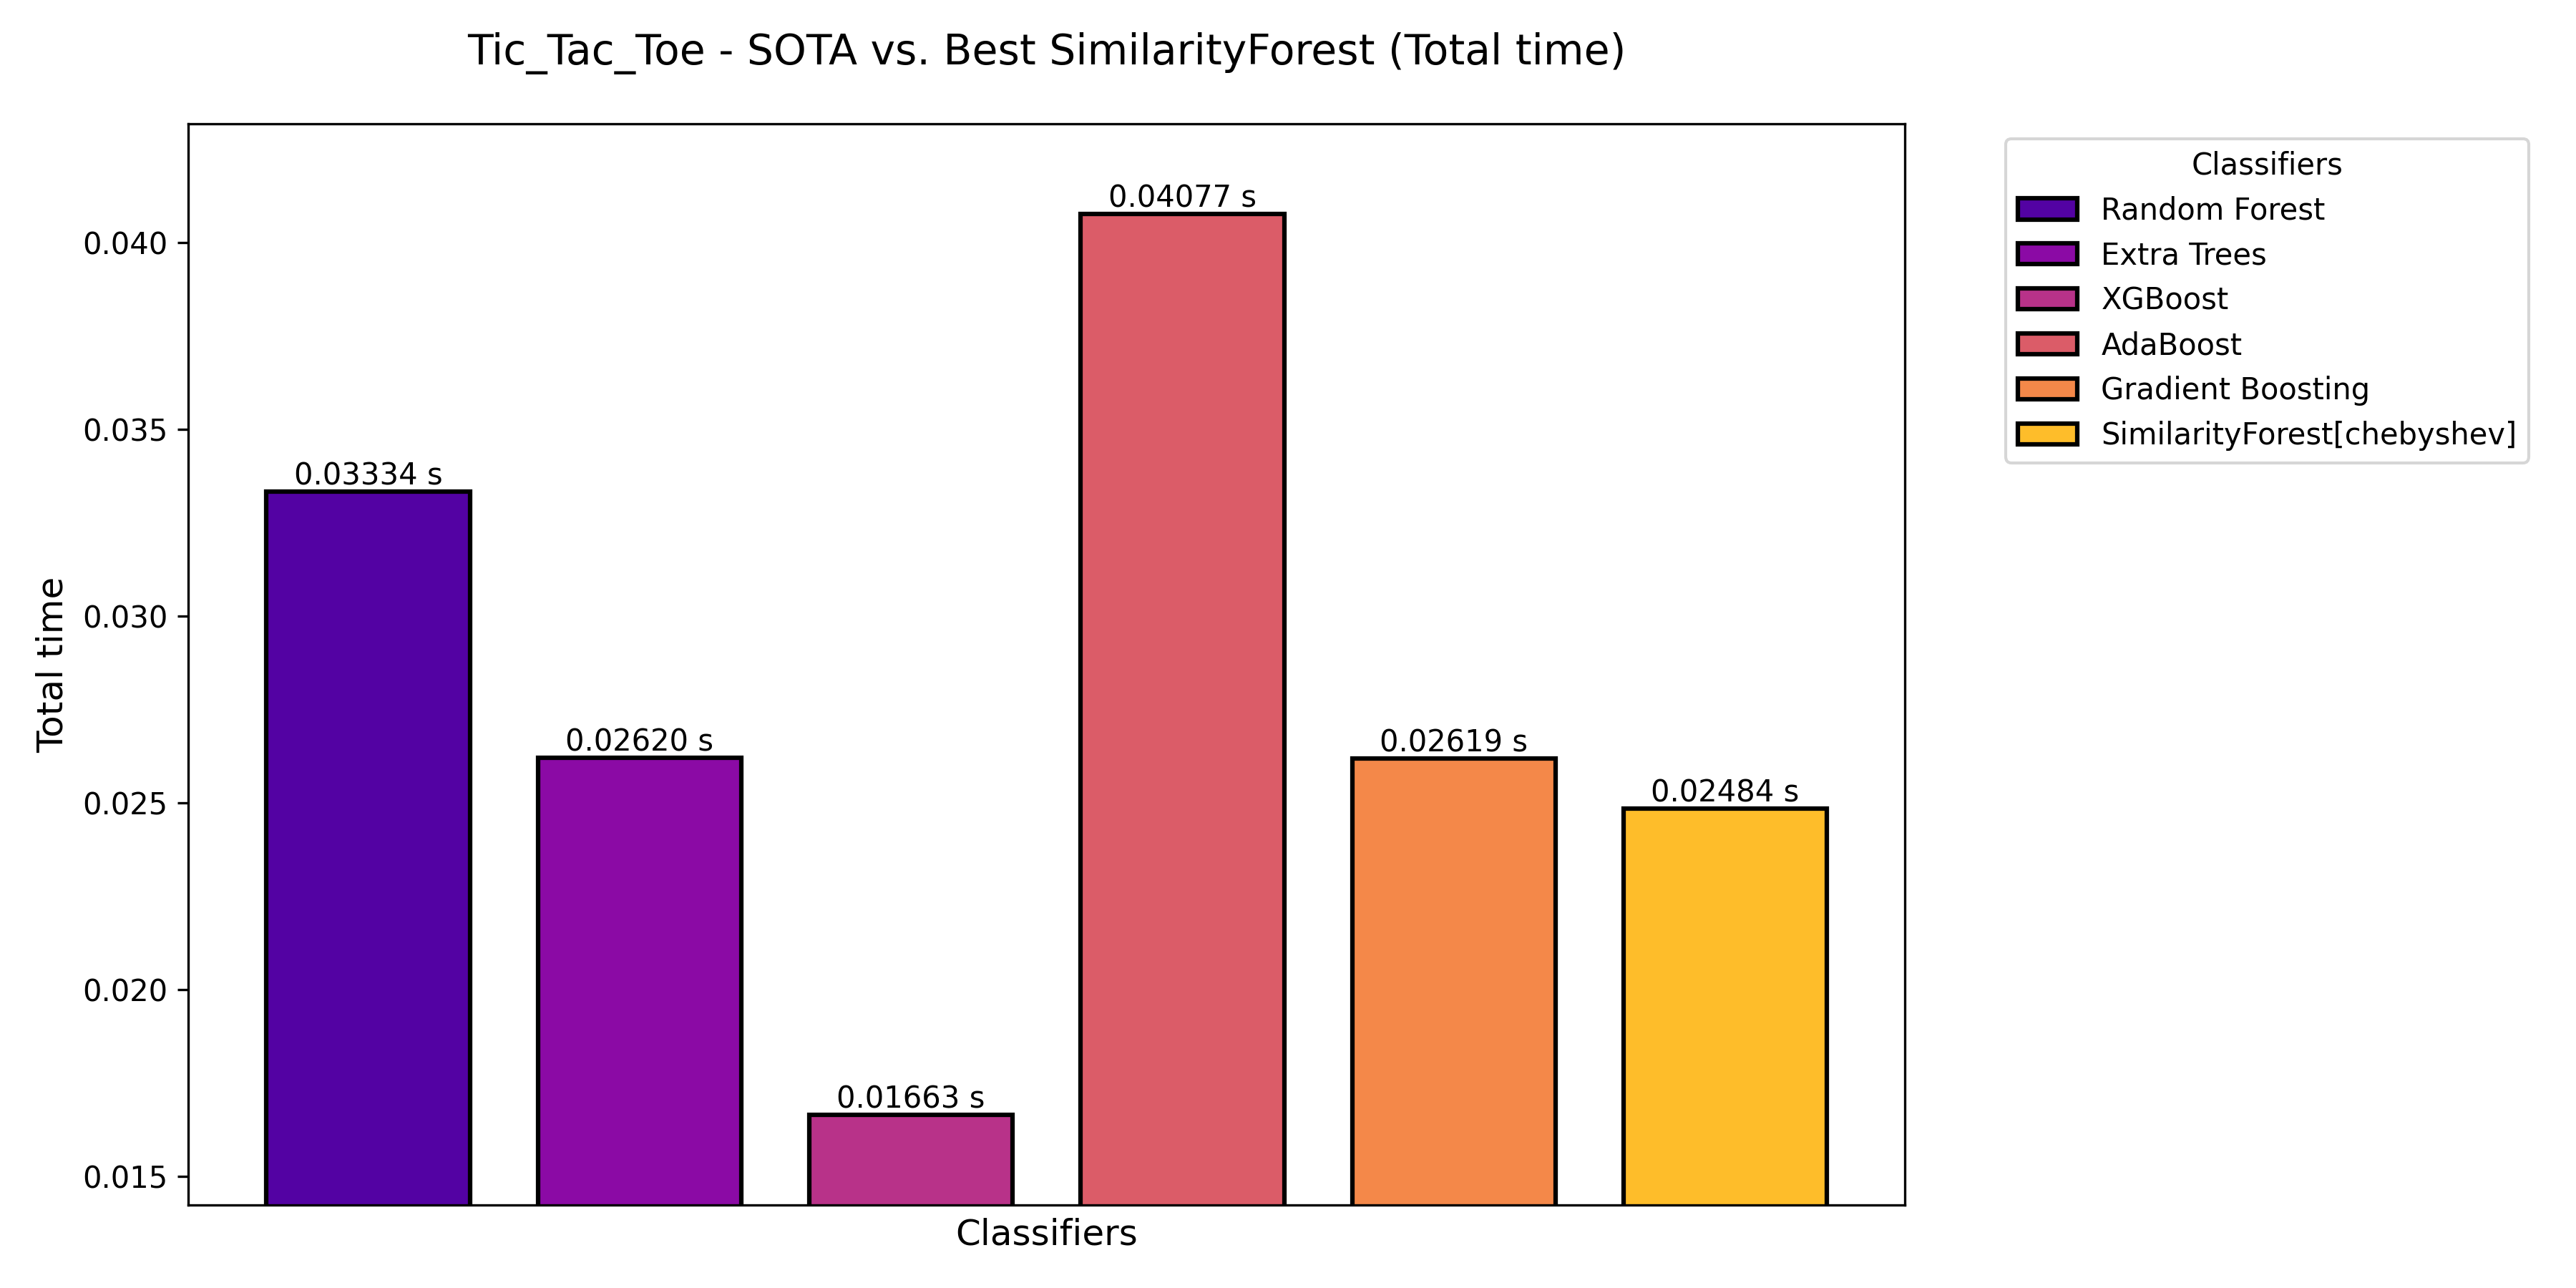 Tic_Tac_Toe - SOTA vs. Best SimilarityForest (Total time)
Total time
0.040
0.035
0.030
0.025
0.020
0.015
0.03334 s
0.02620 s
0.01663 s
0.04077 s
0.02619 s
0.02484 s
Classifiers
Classifiers
Random Forest
Extra Trees
XGBoost
AdaBoost
Gradient Boosting
SimilarityForest[chebyshev]